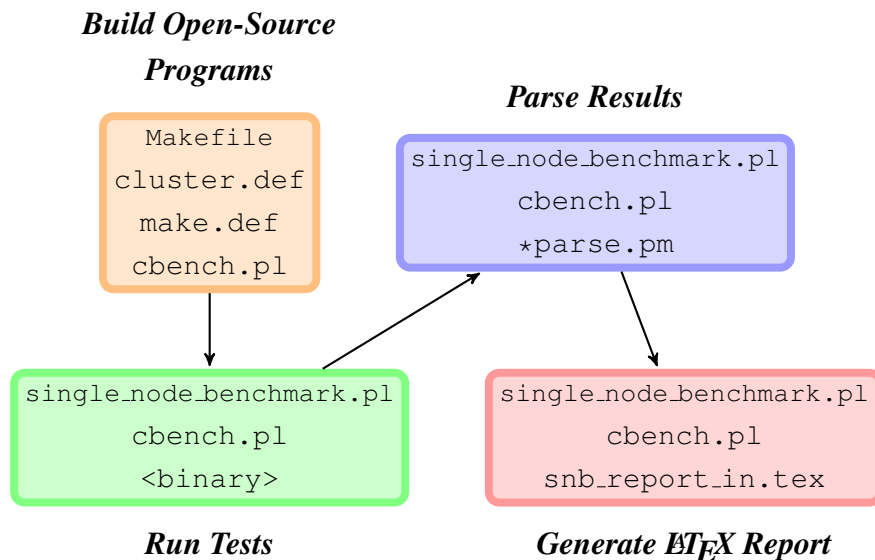 Build Open-Source
Programs
Makefile
cluster.def
make.def
cbench.pl
Parse Results
single_node_benchmark.pl
cbench.pl
*parse.pm
single_node_benchmark.pl
cbench.pl
<binary>
Run Tests
single_node_benchmark.pl
cbench.pl
snb_report_in.tex
Generate LATEX Report